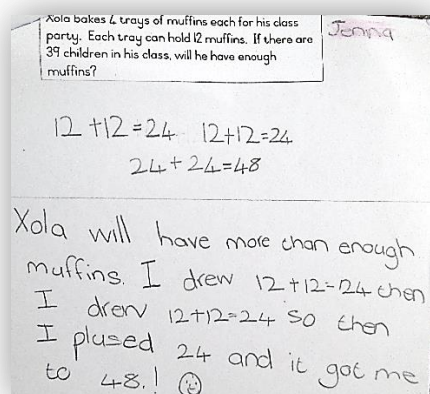 Xola bakes 4 trays of muffins each for his class
party. Each tray can hold 12 muffins. If there are
39 children in his class, will he have enough
muffins?
Jenna
12 + 12 = 24 12+12=24
24 + 24 = 48
Xola will have more than enough
muffins. I drew 12+12=24 then
I drew 12+12=24 so then
I plused 24 and it got me
to 48.!